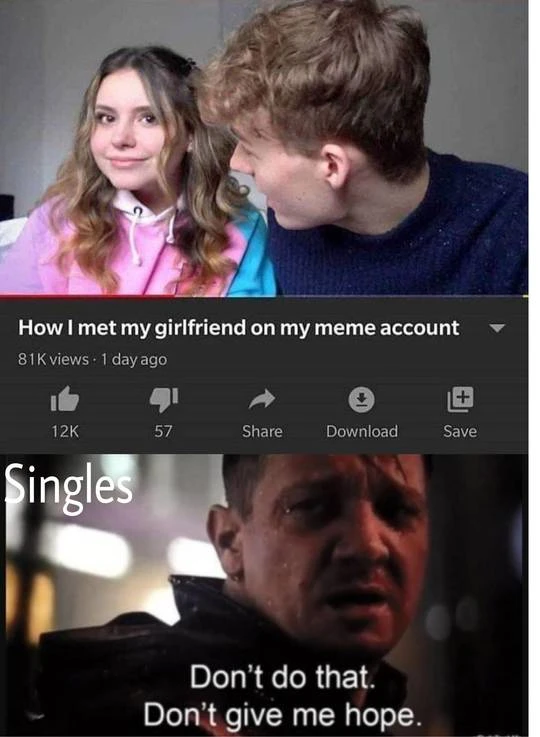 How I met my girlfriend on my meme account
81K views · 1 day ago
12K 57 Share Download Save
Singles
Don't do that.
Don't give me hope.